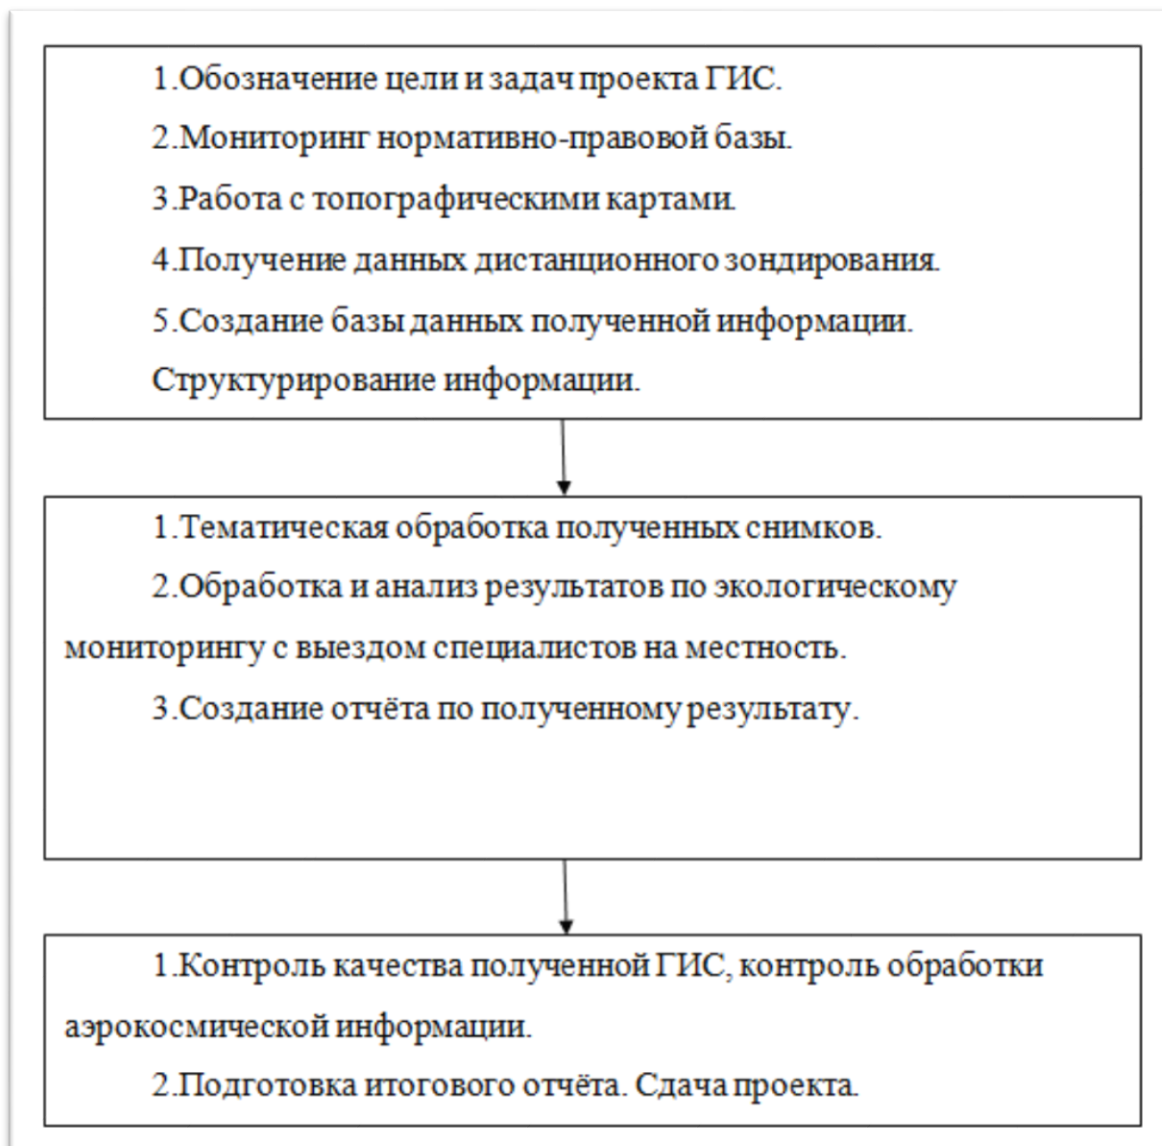 1.Обозначение цели и задач проекта ГИС.
2.Мониторинг нормативно-правовой базы.
3.Работа с топографическими картами.
4.Получение данных дистанционного зондирования.
5.Создание базы данных полученной информации.
Структурирование информации.
1.Тематическая обработка полученных снимков.
2.Обработка и анализ результатов по экологическому
мониторингу с выездом специалистов на местность.
3.Создание отчёта по полученному результату.
1.Контроль качества полученной ГИС, контроль обработки
аэрокосмической информации.
2.Подготовка итогового отчёта. Сдача проекта.